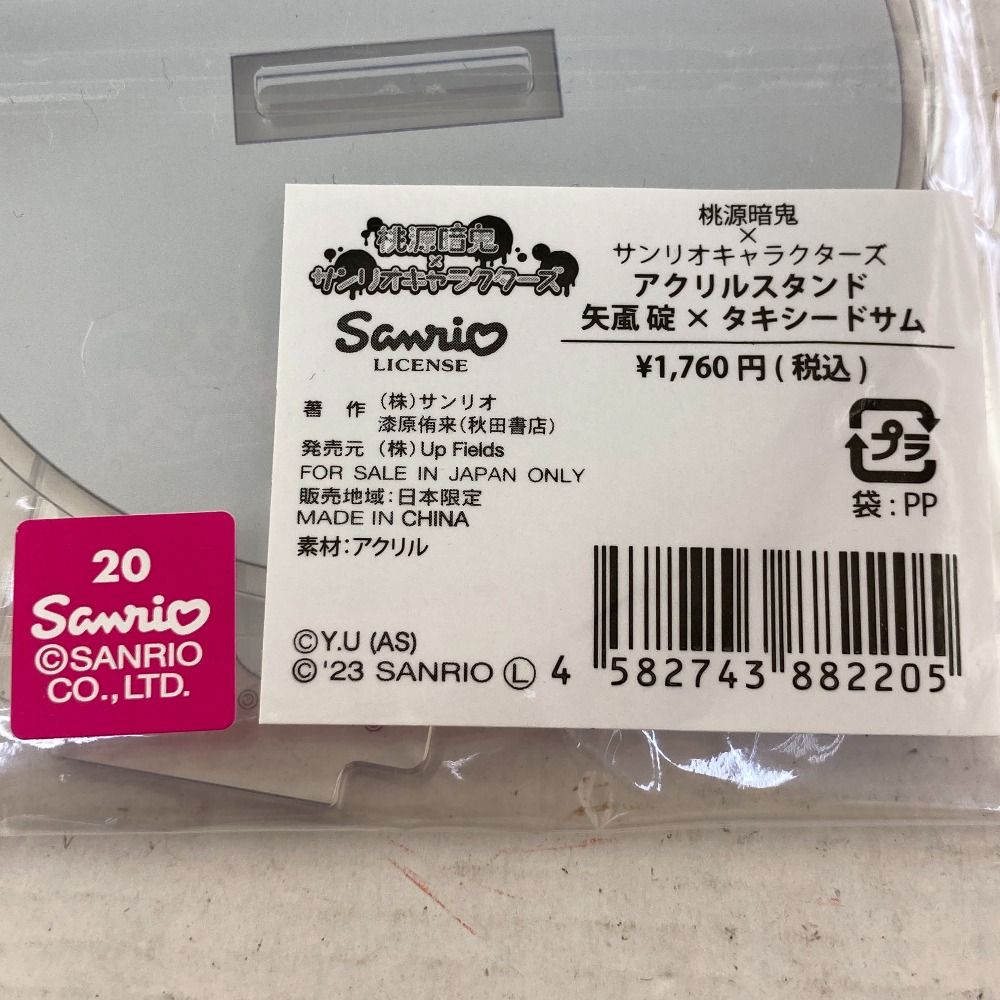 桃源暗鬼
×
サンリオキャラクターズ
Sanrio
LICENSE
桃源暗鬼
×
サンリオキャラクターズ
アクリルスタンド
矢颪 碇 × タキシードサム
¥1,760 円 ( 税込 )
著 作 (株)サンリオ
漆原侑来(秋田書店)
発売元 (株) Up Fields
FOR SALE IN JAPAN ONLY
販売地域:日本限定
MADE IN CHINA
素材:アクリル
プラ
袋 : PP
©Y.U (AS)
© '23 SANRIO Ⓛ
4 582743 882205
20
Sanrio
©SANRIO
CO.,LTD.